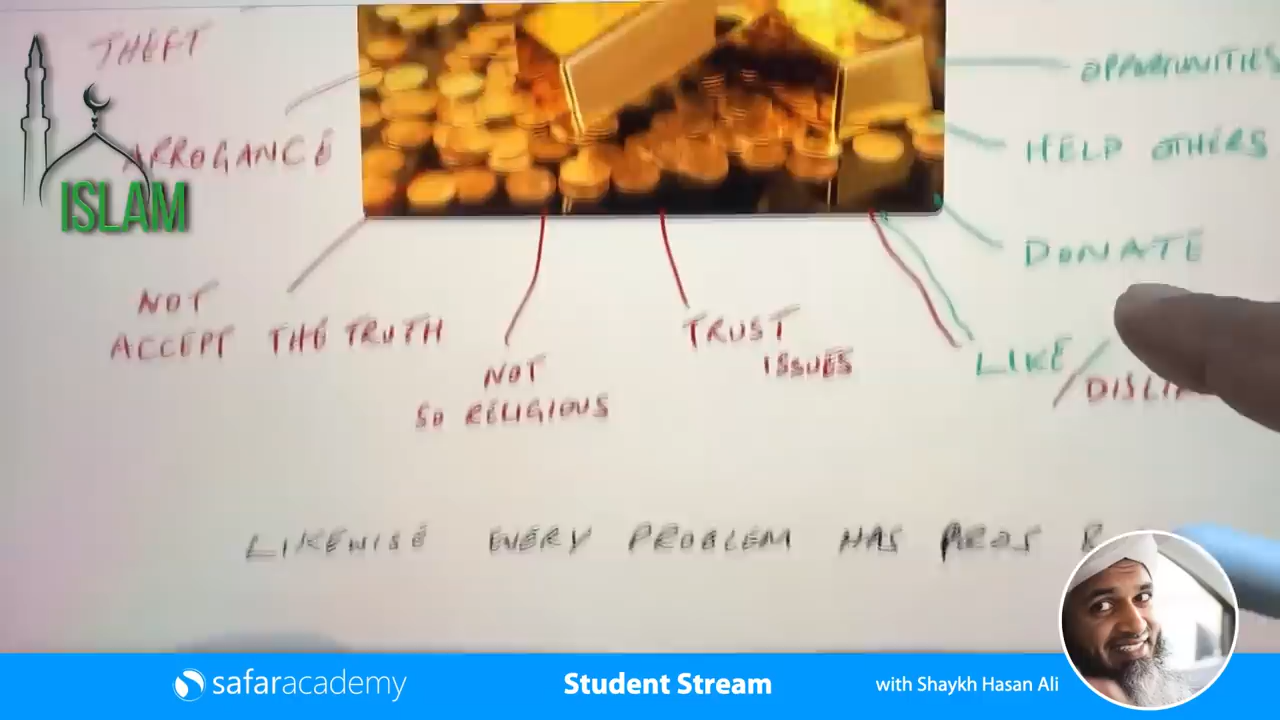 THEFT
OPPORTUNITIES
ARROGANCE
HELP OTHERS
ISLAM
DONATE
NOT
ACCEPT THE TRUTH
TRUST
ISSUES
LIKE/
NOT
SO RELIGIOUS
LIKEWISE EVERY PROBLEM HAS PROS
safaracademy
Student Stream
with Shaykh Hasan Ali